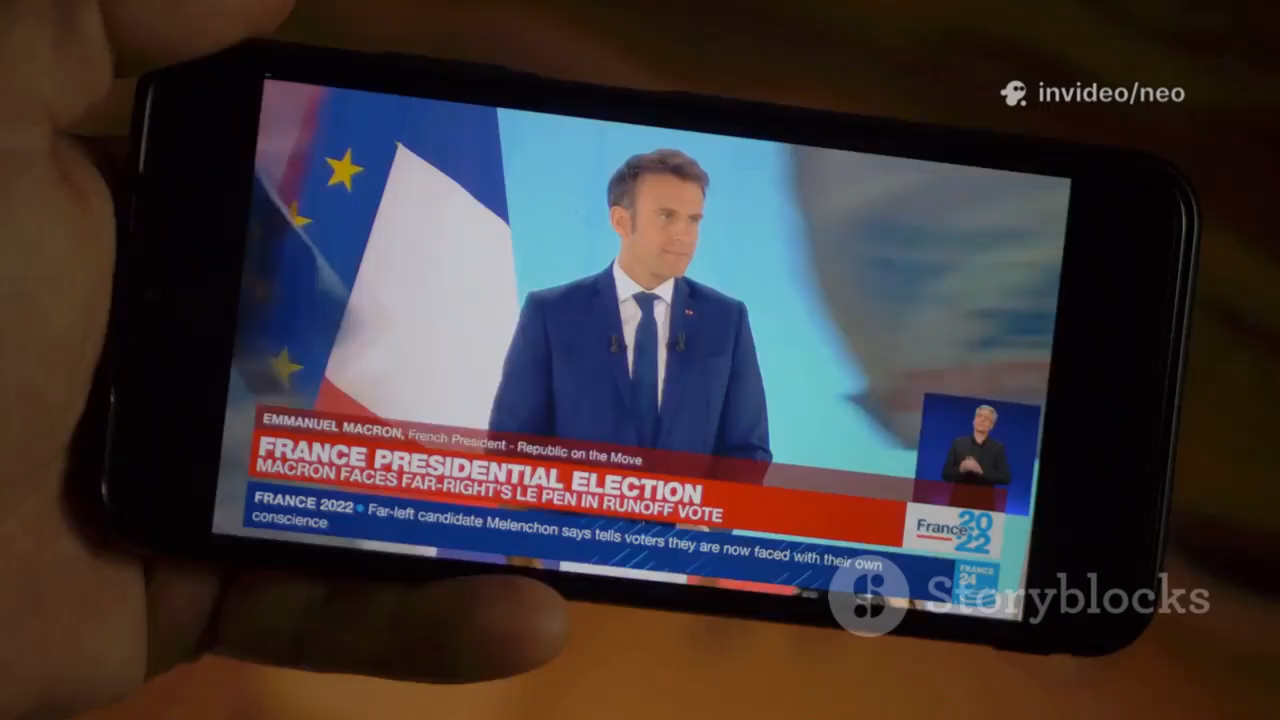 invideo/neo
EMMANUEL MACRON, French President - Republic on the Move
FRANCE PRESIDENTIAL ELECTION
MACRON FACES FAR-RIGHT'S LE PEN IN RUNOFF VOTE
FRANCE 2022 • Far-left candidate Melenchon says tells voters they are now faced with their own
conscience
France 20
22
FRANCE
24
Storyblocks